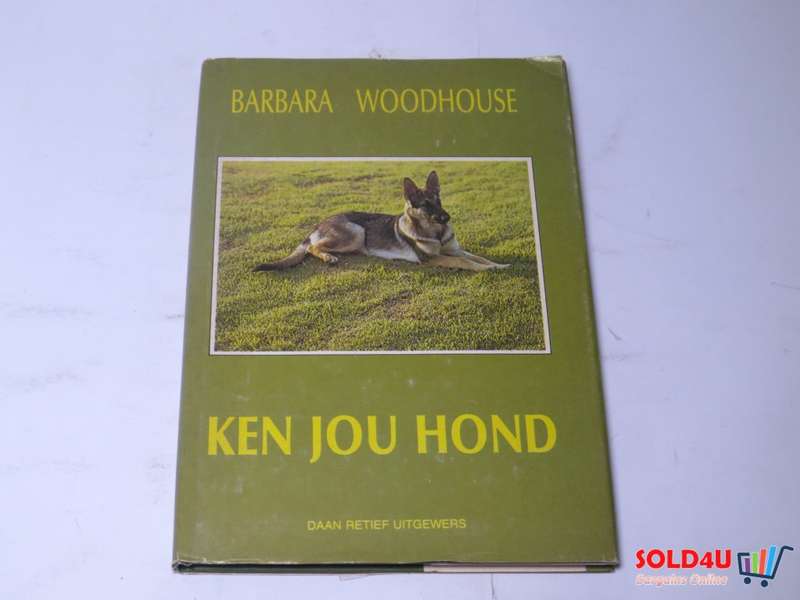 BARBARA WOODHOUSE
KEN JOU HOND
DAAN RETIEF UITGEWERS
SOLD4U
Bargains Online